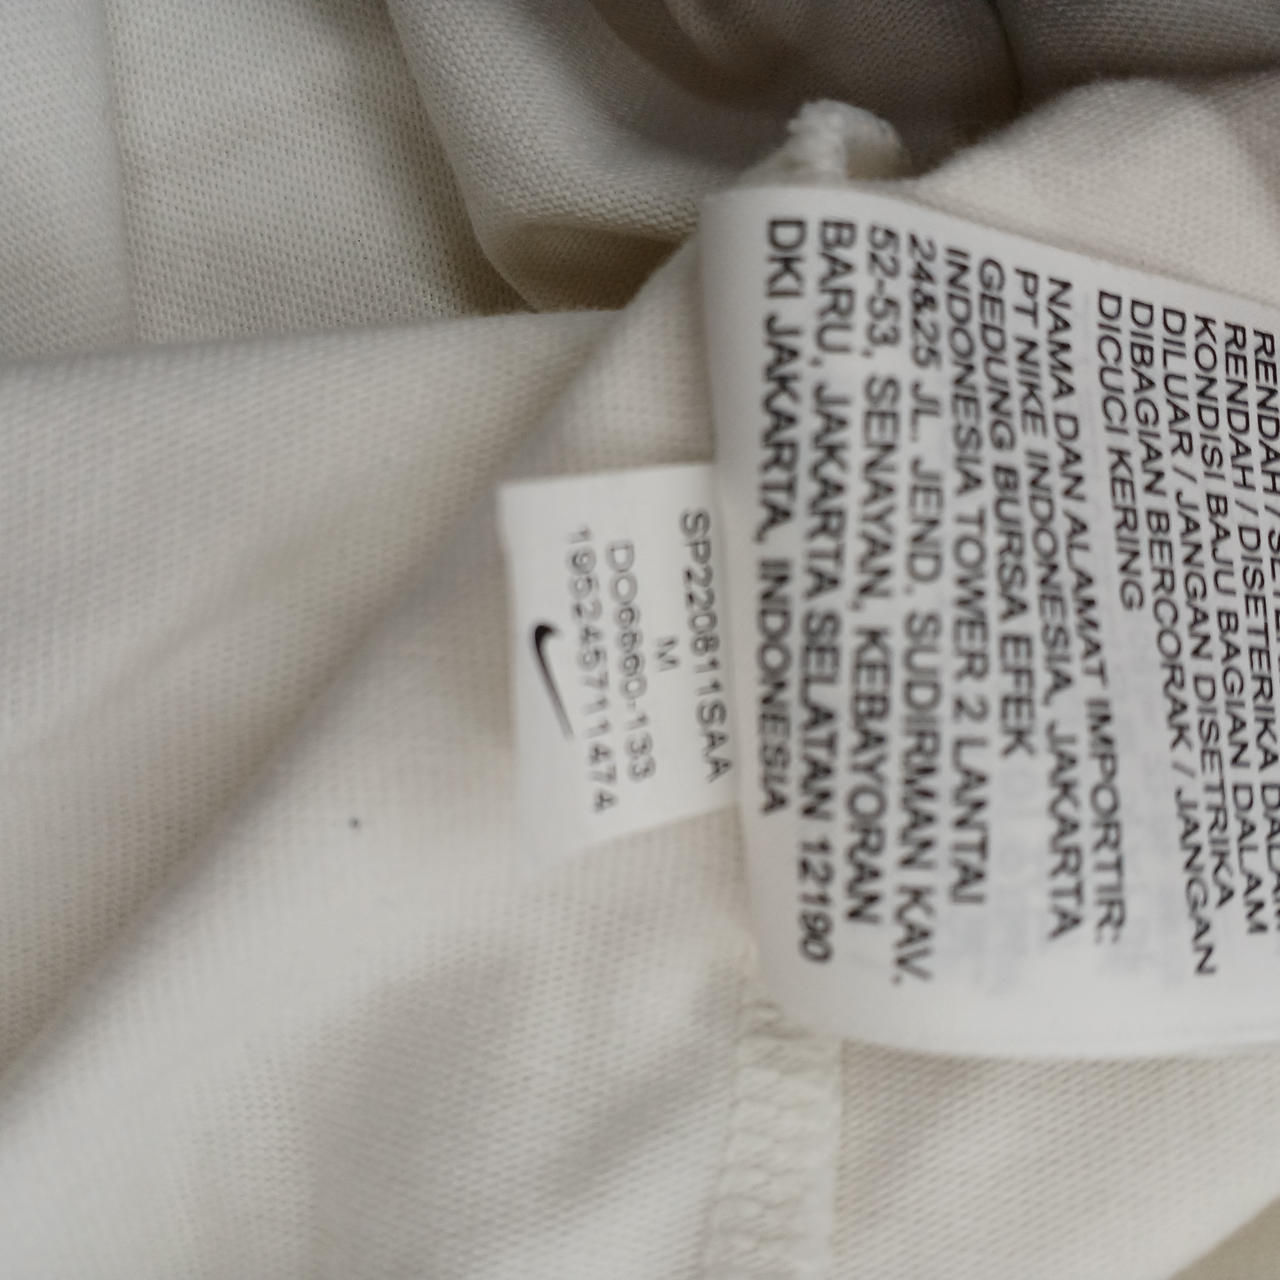 RENDAH / DISETERIKA DALAM
KONDISI BAJU BAGIAN DALAM
DILUAR / JANGAN DISETRIKA
DIBAGIAN BERCORAK / JANGAN
DICUCI KERING
NAMA DAN ALAMAT IMPORTIR:
PT NIKE INDONESIA, JAKARTA
GEDUNG BURSA EFEK
INDONESIA TOWER 2 LANTAI
24&25 JL. JEND. SUDIRMAN KAV.
52-53, SENAYAN, KEBAYORAN
BARU, JAKARTA SELATAN 12190
DKI JAKARTA, INDONESIA
SP220811SAA
M
195245711474